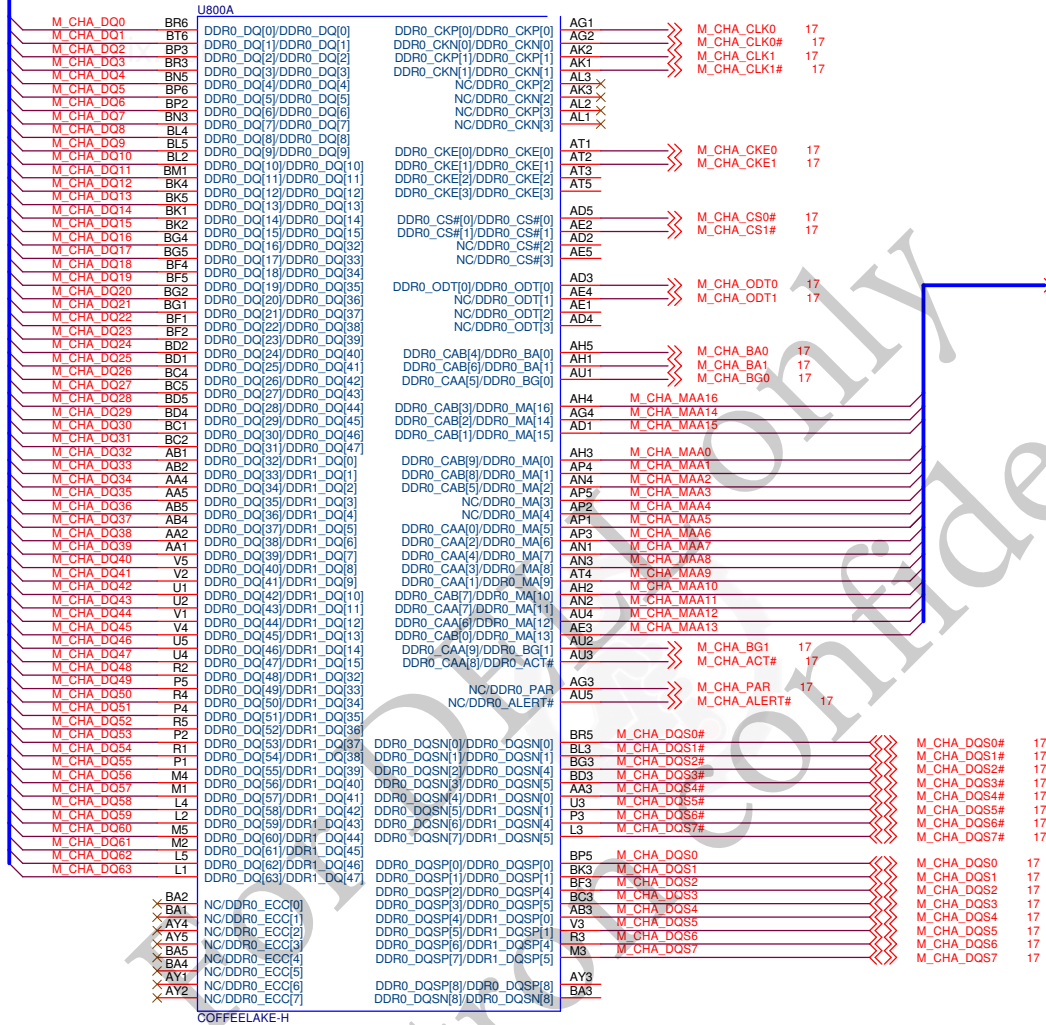 U800A
M_CHA_DQ0 BR6 DDR0_DQ[0]/DDR0_DQ[0]
M_CHA_DQ1 BT6 DDR0_DQ[1]/DDR0_DQ[1]
M_CHA_DQ2 BP3 DDR0_DQ[2]/DDR0_DQ[2]
M_CHA_DQ3 BR3 DDR0_DQ[3]/DDR0_DQ[3]
M_CHA_DQ4 BN5 DDR0_DQ[4]/DDR0_DQ[4]
M_CHA_DQ5 BP6 DDR0_DQ[5]/DDR0_DQ[5]
M_CHA_DQ6 BP2 DDR0_DQ[6]/DDR0_DQ[6]
M_CHA_DQ7 BN3 DDR0_DQ[7]/DDR0_DQ[7]
M_CHA_DQ8 BL4 DDR0_DQ[8]/DDR0_DQ[8]
M_CHA_DQ9 BL5 DDR0_DQ[9]/DDR0_DQ[9]
M_CHA_DQ10 BL2 DDR0_DQ[10]/DDR0_DQ[10]
M_CHA_DQ11 BM1 DDR0_DQ[11]/DDR0_DQ[11]
M_CHA_DQ12 BK4 DDR0_DQ[12]/DDR0_DQ[12]
M_CHA_DQ13 BK5 DDR0_DQ[13]/DDR0_DQ[13]
M_CHA_DQ14 BK1 DDR0_DQ[14]/DDR0_DQ[14]
M_CHA_DQ15 BK2 DDR0_DQ[15]/DDR0_DQ[15]
M_CHA_DQ16 BG4 DDR0_DQ[16]/DDR0_DQ[32]
M_CHA_DQ17 BG5 DDR0_DQ[17]/DDR0_DQ[33]
M_CHA_DQ18 BF4 DDR0_DQ[18]/DDR0_DQ[34]
M_CHA_DQ19 BF5 DDR0_DQ[19]/DDR0_DQ[35]
M_CHA_DQ20 BG2 DDR0_DQ[20]/DDR0_DQ[36]
M_CHA_DQ21 BG1 DDR0_DQ[21]/DDR0_DQ[37]
M_CHA_DQ22 BF1 DDR0_DQ[22]/DDR0_DQ[38]
M_CHA_DQ23 BF2 DDR0_DQ[23]/DDR0_DQ[39]
M_CHA_DQ24 BD2 DDR0_DQ[24]/DDR0_DQ[40]
M_CHA_DQ25 BD1 DDR0_DQ[25]/DDR0_DQ[41]
M_CHA_DQ26 BC4 DDR0_DQ[26]/DDR0_DQ[42]
M_CHA_DQ27 BC5 DDR0_DQ[27]/DDR0_DQ[43]
M_CHA_DQ28 BD5 DDR0_DQ[28]/DDR0_DQ[44]
M_CHA_DQ29 BD4 DDR0_DQ[29]/DDR0_DQ[45]
M_CHA_DQ30 BC1 DDR0_DQ[30]/DDR0_DQ[46]
M_CHA_DQ31 BC2 DDR0_DQ[31]/DDR0_DQ[47]
M_CHA_DQ32 AB1 DDR0_DQ[32]/DDR1_DQ[0]
M_CHA_DQ33 AB2 DDR0_DQ[33]/DDR1_DQ[1]
M_CHA_DQ34 AA4 DDR0_DQ[34]/DDR1_DQ[2]
M_CHA_DQ35 AA5 DDR0_DQ[35]/DDR1_DQ[3]
M_CHA_DQ36 AB5 DDR0_DQ[36]/DDR1_DQ[4]
M_CHA_DQ37 AB4 DDR0_DQ[37]/DDR1_DQ[5]
M_CHA_DQ38 AA2 DDR0_DQ[38]/DDR1_DQ[6]
M_CHA_DQ39 AA1 DDR0_DQ[39]/DDR1_DQ[7]
M_CHA_DQ40 V5 DDR0_DQ[40]/DDR1_DQ[8]
M_CHA_DQ41 V2 DDR0_DQ[41]/DDR1_DQ[9]
M_CHA_DQ42 U1 DDR0_DQ[42]/DDR1_DQ[10]
M_CHA_DQ43 U2 DDR0_DQ[43]/DDR1_DQ[11]
M_CHA_DQ44 V1 DDR0_DQ[44]/DDR1_DQ[12]
M_CHA_DQ45 V4 DDR0_DQ[45]/DDR1_DQ[13]
M_CHA_DQ46 U5 DDR0_DQ[46]/DDR1_DQ[14]
M_CHA_DQ47 U4 DDR0_DQ[47]/DDR1_DQ[15]
M_CHA_DQ48 R2 DDR0_DQ[48]/DDR1_DQ[32]
M_CHA_DQ49 P5 DDR0_DQ[49]/DDR1_DQ[33]
M_CHA_DQ50 R4 DDR0_DQ[50]/DDR1_DQ[34]
M_CHA_DQ51 P4 DDR0_DQ[51]/DDR1_DQ[35]
M_CHA_DQ52 R5 DDR0_DQ[52]/DDR1_DQ[36]
M_CHA_DQ53 P2 DDR0_DQ[53]/DDR1_DQ[37]
M_CHA_DQ54 R1 DDR0_DQ[54]/DDR1_DQ[38]
M_CHA_DQ55 P1 DDR0_DQ[55]/DDR1_DQ[39]
M_CHA_DQ56 M4 DDR0_DQ[56]/DDR1_DQ[40]
M_CHA_DQ57 M1 DDR0_DQ[57]/DDR1_DQ[41]
M_CHA_DQ58 L4 DDR0_DQ[58]/DDR1_DQ[42]
M_CHA_DQ59 L2 DDR0_DQ[59]/DDR1_DQ[43]
M_CHA_DQ60 M5 DDR0_DQ[60]/DDR1_DQ[44]
M_CHA_DQ61 M2 DDR0_DQ[61]/DDR1_DQ[45]
M_CHA_DQ62 L5 DDR0_DQ[62]/DDR1_DQ[46]
M_CHA_DQ63 L1 DDR0_DQ[63]/DDR1_DQ[47]
BA2 NC/DDR0_ECC[0]
BA1 NC/DDR0_ECC[1]
AY4 NC/DDR0_ECC[2]
AY5 NC/DDR0_ECC[3]
BA5 NC/DDR0_ECC[4]
BA4 NC/DDR0_ECC[5]
AY1 NC/DDR0_ECC[6]
AY2 NC/DDR0_ECC[7]
DDR0_CKP[0]/DDR0_CKP[0] AG1 M_CHA_CLK0 17
DDR0_CKN[0]/DDR0_CKN[0] AG2 M_CHA_CLK0# 17
DDR0_CKP[1]/DDR0_CKP[1] AK2 M_CHA_CLK1 17
DDR0_CKN[1]/DDR0_CKN[1] AK1 M_CHA_CLK1# 17
NC/DDR0_CKP[2] AL3
NC/DDR0_CKN[2] AK3
NC/DDR0_CKP[3] AL2
NC/DDR0_CKN[3] AL1
DDR0_CKE[0]/DDR0_CKE[0] AT1 M_CHA_CKE0 17
DDR0_CKE[1]/DDR0_CKE[1] AT2 M_CHA_CKE1 17
DDR0_CKE[2]/DDR0_CKE[2] AT3
DDR0_CKE[3]/DDR0_CKE[3] AT5
DDR0_CS#[0]/DDR0_CS#[0] AD5 M_CHA_CS0# 17
DDR0_CS#[1]/DDR0_CS#[1] AE2 M_CHA_CS1# 17
NC/DDR0_CS#[2] AD2
NC/DDR0_CS#[3] AE5
DDR0_ODT[0]/DDR0_ODT[0] AD3 M_CHA_ODT0 17
NC/DDR0_ODT[1] AE4 M_CHA_ODT1 17
NC/DDR0_ODT[2] AE1
NC/DDR0_ODT[3] AD4
DDR0_CAB[4]/DDR0_BA[0] AH5 M_CHA_BA0 17
DDR0_CAB[6]/DDR0_BA[1] AH1 M_CHA_BA1 17
DDR0_CAA[5]/DDR0_BG[0] AU1 M_CHA_BG0 17
DDR0_CAB[3]/DDR0_MA[16] AH4 M_CHA_MAA16
DDR0_CAB[2]/DDR0_MA[14] AG4 M_CHA_MAA14
DDR0_CAB[1]/DDR0_MA[15] AD1 M_CHA_MAA15
DDR0_CAB[9]/DDR0_MA[0] AH3 M_CHA_MAA0
DDR0_CAB[8]/DDR0_MA[1] AP4 M_CHA_MAA1
DDR0_CAB[5]/DDR0_MA[2] AN4 M_CHA_MAA2
NC/DDR0_MA[3] AP5 M_CHA_MAA3
NC/DDR0_MA[4] AP2 M_CHA_MAA4
DDR0_CAA[0]/DDR0_MA[5] AP1 M_CHA_MAA5
DDR0_CAA[2]/DDR0_MA[6] AP3 M_CHA_MAA6
DDR0_CAA[4]/DDR0_MA[7] AN1 M_CHA_MAA7
DDR0_CAA[3]/DDR0_MA[8] AN3 M_CHA_MAA8
DDR0_CAA[1]/DDR0_MA[9] AT4 M_CHA_MAA9
DDR0_CAB[7]/DDR0_MA[10] AH2 M_CHA_MAA10
DDR0_CAA[7]/DDR0_MA[11] AN2 M_CHA_MAA11
DDR0_CAA[6]/DDR0_MA[12] AU4 M_CHA_MAA12
DDR0_CAB[0]/DDR0_MA[13] AE3 M_CHA_MAA13
DDR0_CAA[9]/DDR0_BG[1] AU2 M_CHA_BG1 17
DDR0_CAA[8]/DDR0_ACT# AU3 M_CHA_ACT# 17
NC/DDR0_PAR AG3 M_CHA_PAR 17
NC/DDR0_ALERT# AU5 M_CHA_ALERT# 17
DDR0_DQSN[0]/DDR0_DQSN[0] BR5 M_CHA_DQS0# M_CHA_DQS0# 17
DDR0_DQSN[1]/DDR0_DQSN[1] BL3 M_CHA_DQS1# M_CHA_DQS1# 17
DDR0_DQSN[2]/DDR0_DQSN[4] BG3 M_CHA_DQS2# M_CHA_DQS2# 17
DDR0_DQSN[3]/DDR0_DQSN[5] BD3 M_CHA_DQS3# M_CHA_DQS3# 17
DDR0_DQSN[4]/DDR1_DQSN[0] AA3 M_CHA_DQS4# M_CHA_DQS4# 17
DDR0_DQSN[5]/DDR1_DQSN[1] U3 M_CHA_DQS5# M_CHA_DQS5# 17
DDR0_DQSN[6]/DDR1_DQSN[4] P3 M_CHA_DQS6# M_CHA_DQS6# 17
DDR0_DQSN[7]/DDR1_DQSN[5] L3 M_CHA_DQS7# M_CHA_DQS7# 17
DDR0_DQSP[0]/DDR0_DQSP[0] BP5 M_CHA_DQS0 M_CHA_DQS0 17
DDR0_DQSP[1]/DDR0_DQSP[1] BK3 M_CHA_DQS1 M_CHA_DQS1 17
DDR0_DQSP[2]/DDR0_DQSP[4] BF3 M_CHA_DQS2 M_CHA_DQS2 17
DDR0_DQSP[3]/DDR0_DQSP[5] BC3 M_CHA_DQS3 M_CHA_DQS3 17
DDR0_DQSP[4]/DDR1_DQSP[0] AB3 M_CHA_DQS4 M_CHA_DQS4 17
DDR0_DQSP[5]/DDR1_DQSP[1] V3 M_CHA_DQS5 M_CHA_DQS5 17
DDR0_DQSP[6]/DDR1_DQSP[4] R3 M_CHA_DQS6 M_CHA_DQS6 17
DDR0_DQSP[7]/DDR1_DQSP[5] M3 M_CHA_DQS7 M_CHA_DQS7 17
DDR0_DQSP[8]/DDR0_DQSP[8] AY3
DDR0_DQSN[8]/DDR0_DQSN[8] BA3
COFFEELAKE-H
For DELL only